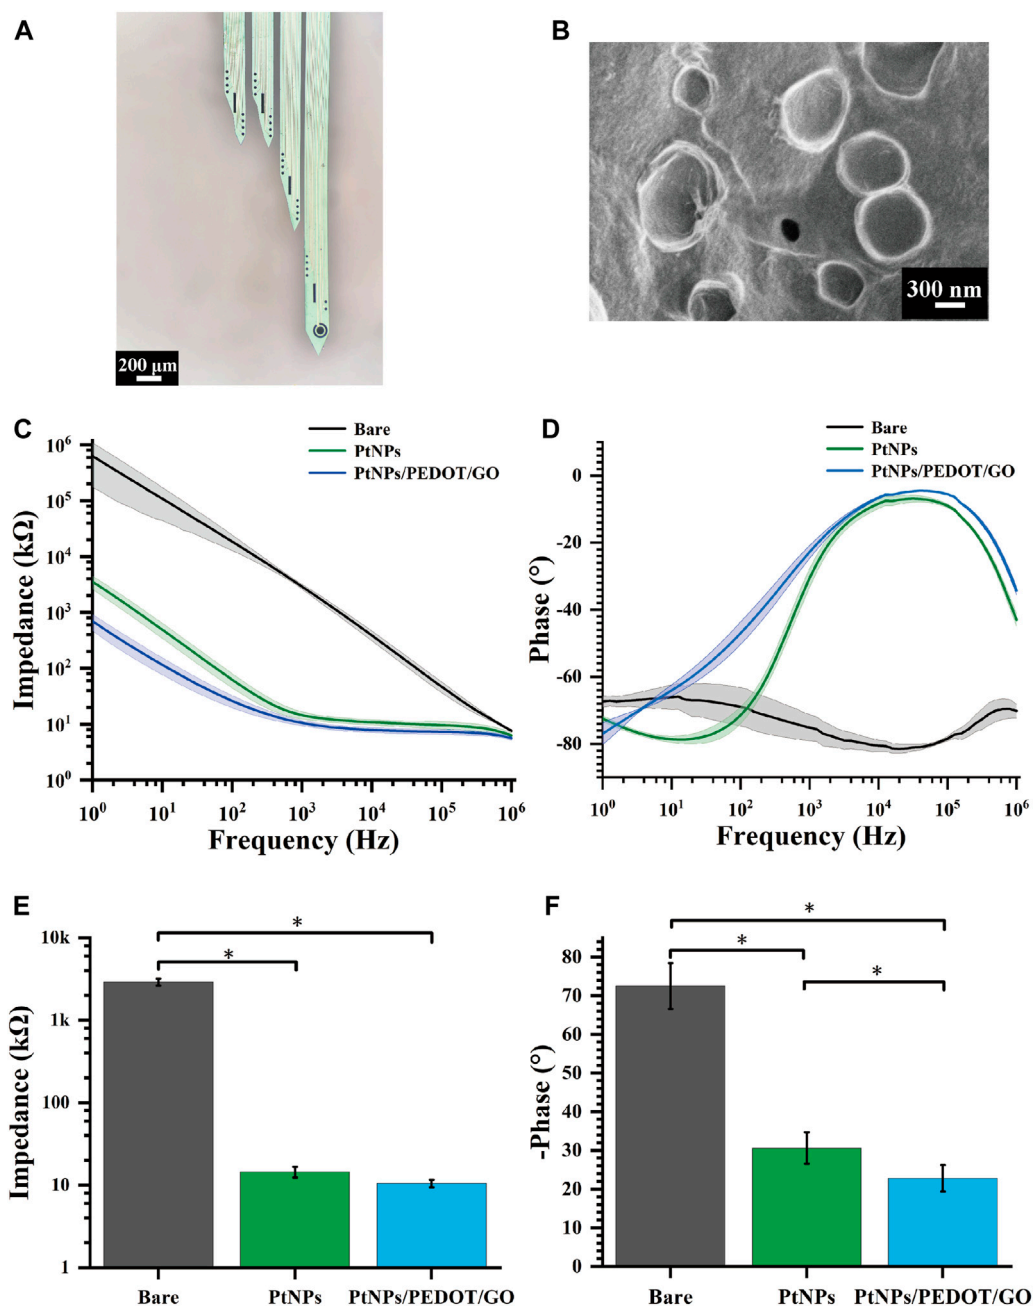 A
B
200 μm
300 nm
C
Bare
PtNPs
PtNPs/PEDOT/GO
Impedance (kΩ)
10⁶
10⁵
10⁴
10³
10²
10¹
10⁰
10⁰ 10¹ 10² 10³ 10⁴ 10⁵ 10⁶
Frequency (Hz)
D
Bare
PtNPs
PtNPs/PEDOT/GO
Phase (°)
0
-20
-40
-60
-80
10⁰ 10¹ 10² 10³ 10⁴ 10⁵ 10⁶
Frequency (Hz)
E
Impedance (kΩ)
10k
1k
100
10
1
*
*
Bare PtNPs PtNPs/PEDOT/GO
F
-Phase (°)
80
70
60
50
40
30
20
10
0
*
*
*
Bare PtNPs PtNPs/PEDOT/GO